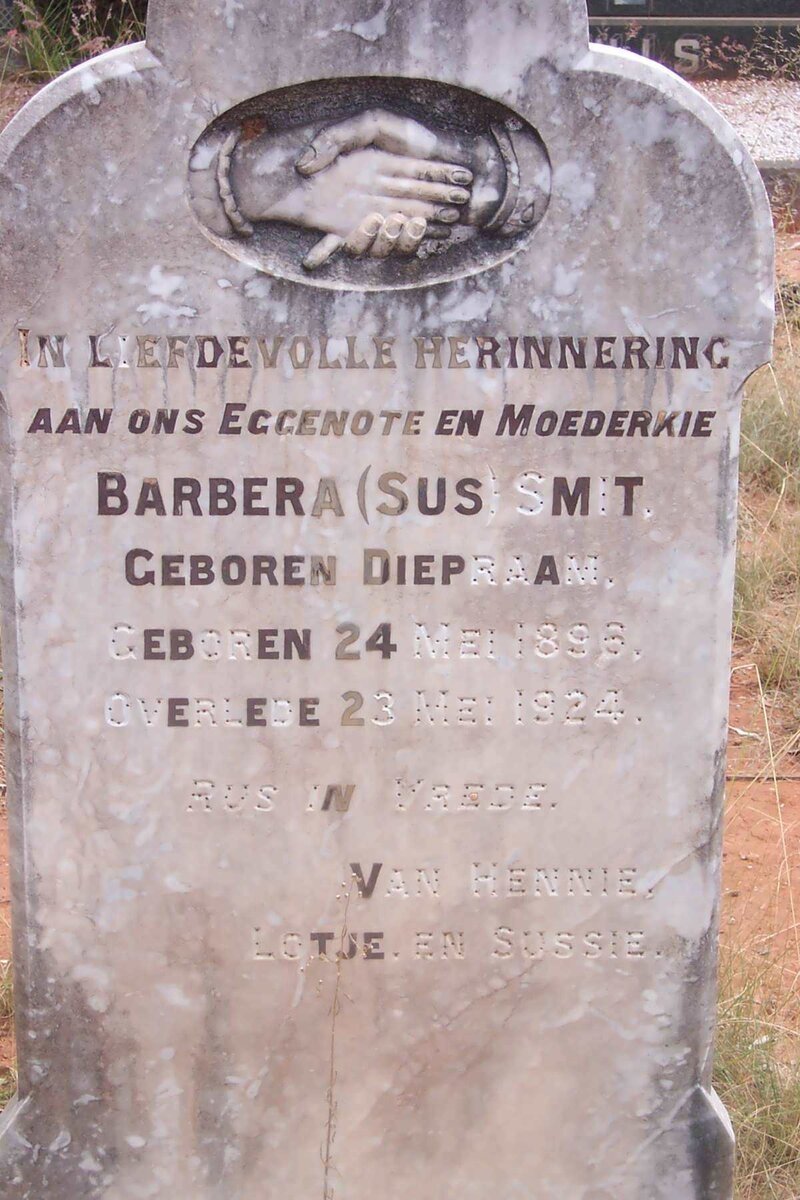 IN LIEFDEVOLLE HERINNERING
AAN ONS EGGENOTE EN MOEDERKIE
BARBERA (SUS) SMIT.
GEBOREN DIEPRAAM.
GEBOREN 24 MEI 1896.
OVERLEDE 23 MEI 1924.
RUS IN VREDE.
VAN HENNIE,
LOTJE, EN SUSSIE.